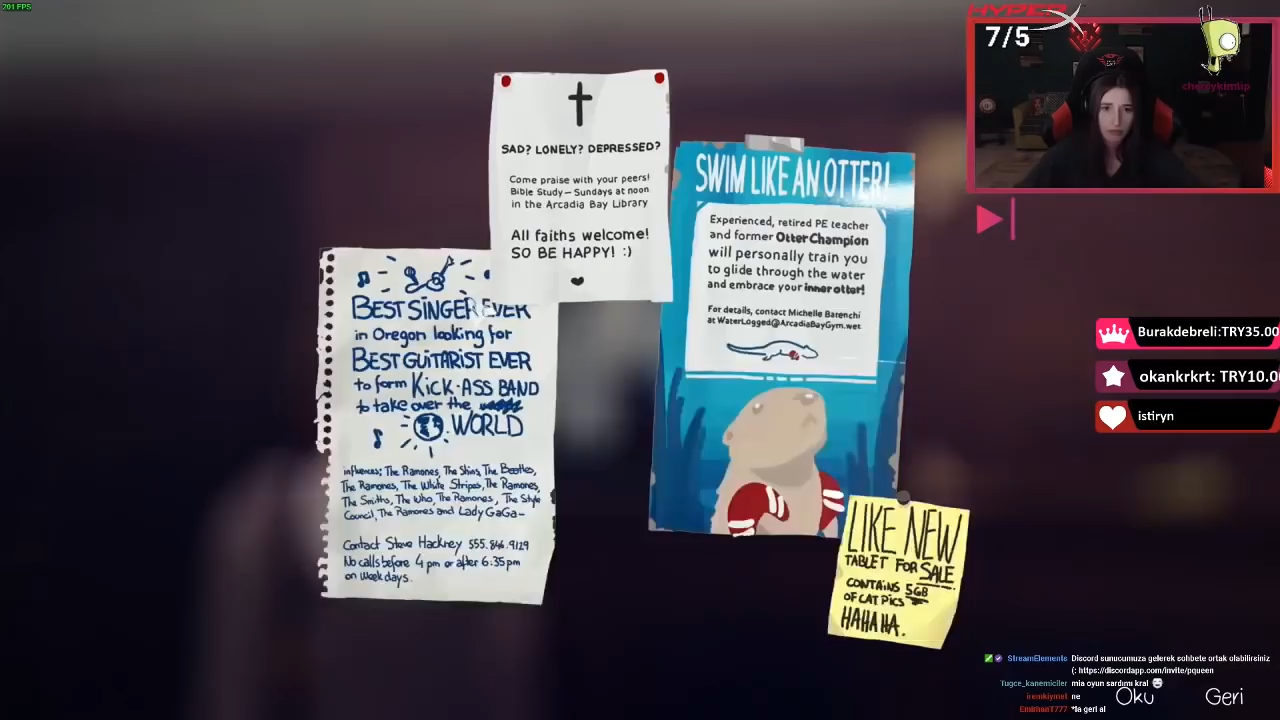 201 FPS
HYPERX
7/5
cherrykimlip
SAD? LONELY? DEPRESSED?
Come praise with your peers!
Bible Study – Sundays at noon
in the Arcadia Bay Library
All faiths welcome!
SO BE HAPPY! :)
SWIM LIKE AN OTTER!
Experienced, retired PE teacher
and former Otter Champion
will personally train you
to glide through the water
and embrace your inner otter!
For details, contact Michelle Barenchi
at WaterLogged@ArcadiaBayGym.wet
BEST SINGER EVER
in Oregon looking for
BEST GUITARIST EVER
to form KICK-ASS BAND
to take over the
WORLD
influences: The Ramones, The Shins, The Beatles,
The Ramones, The White Stripes, The Ramones,
The Smiths, The Who, The Ramones, The Style
Council, The Ramones and Lady GaGa-
Contact Steve Hackney 555.846.9129
No calls before 4 pm or after 6:35 pm
on Weekdays.
LIKE NEW
TABLET FOR SALE
CONTAINS 5GB
OF CAT PICS
HAHAHA.
Burakdebreli:TRY35.00
okankrkrt: TRY10.0
istiryn
StreamElements Discord sunucumuza gelerek sohbete ortak olabilirsiniz
(: https://discordapp.com/invite/pqueen
Tugce_kanemiciler mia oyun sardımı kral
iremkiymet ne
EmirhanT777 *la geri al
Oku Geri